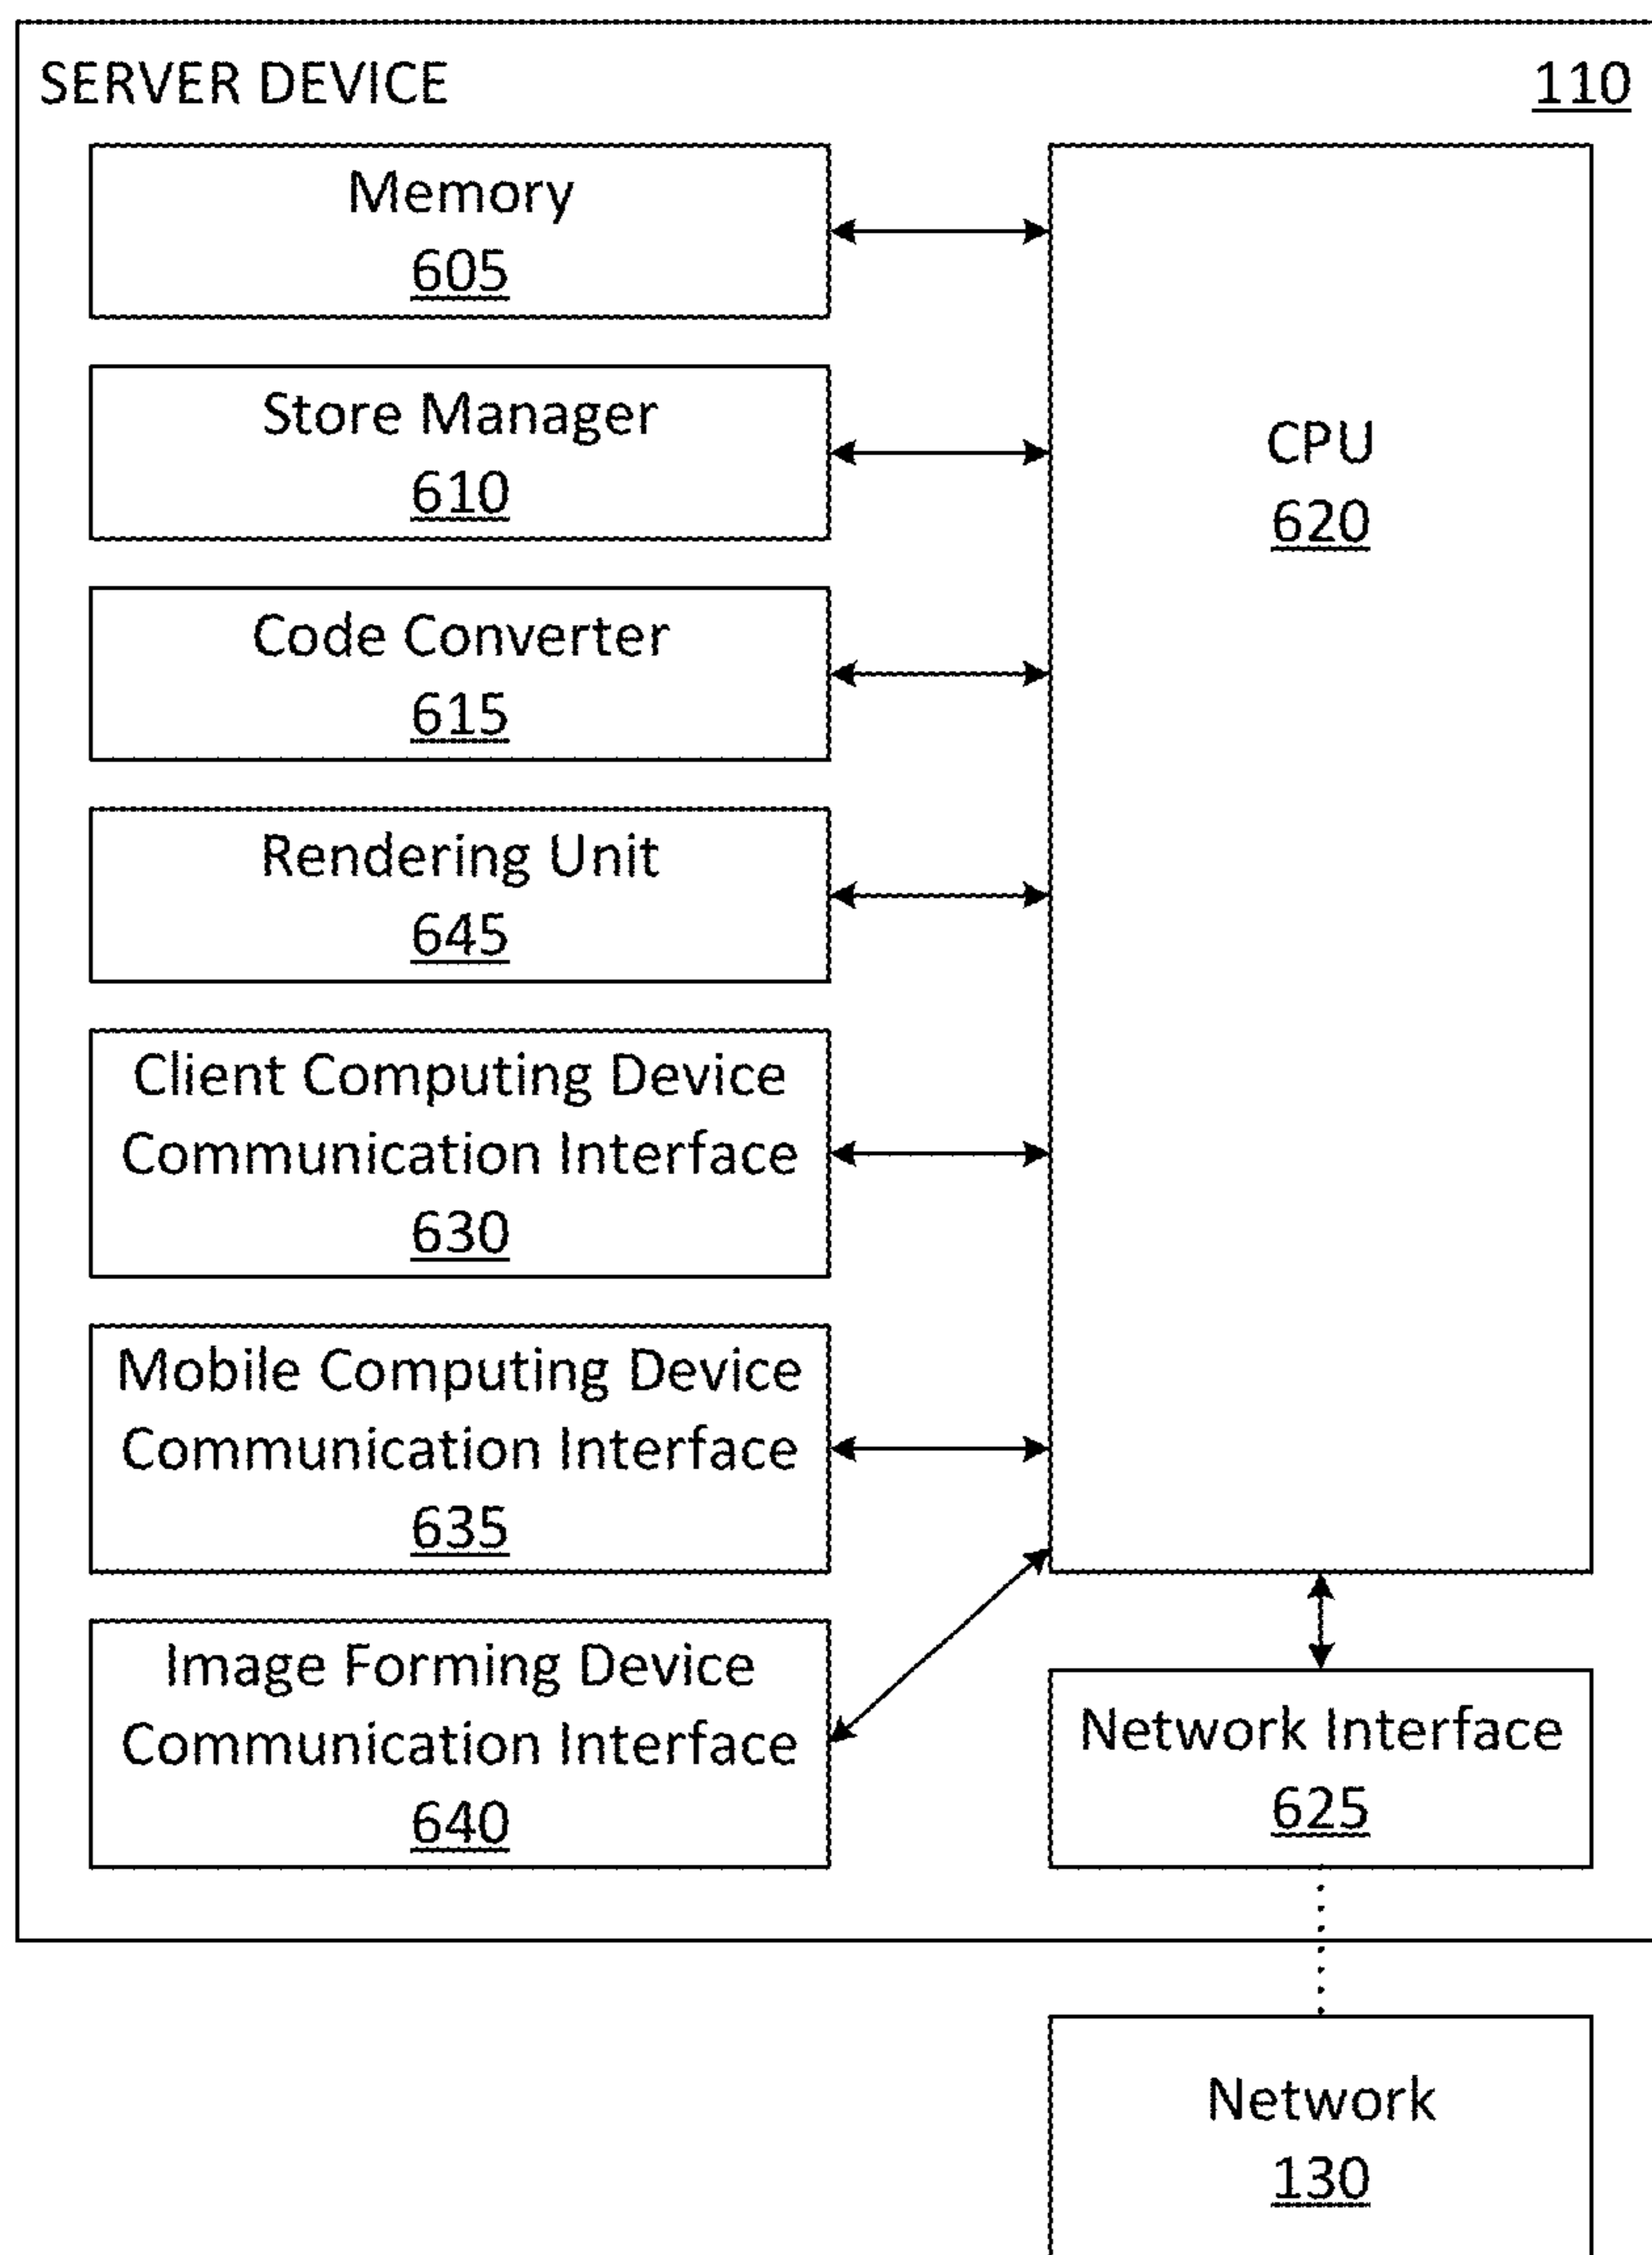 SERVER DEVICE
110
Memory
605
Store Manager
610
Code Converter
615
Rendering Unit
645
Client Computing Device
Communication Interface
630
Mobile Computing Device
Communication Interface
635
Image Forming Device
Communication Interface
640
CPU
620
Network Interface
625
Network
130